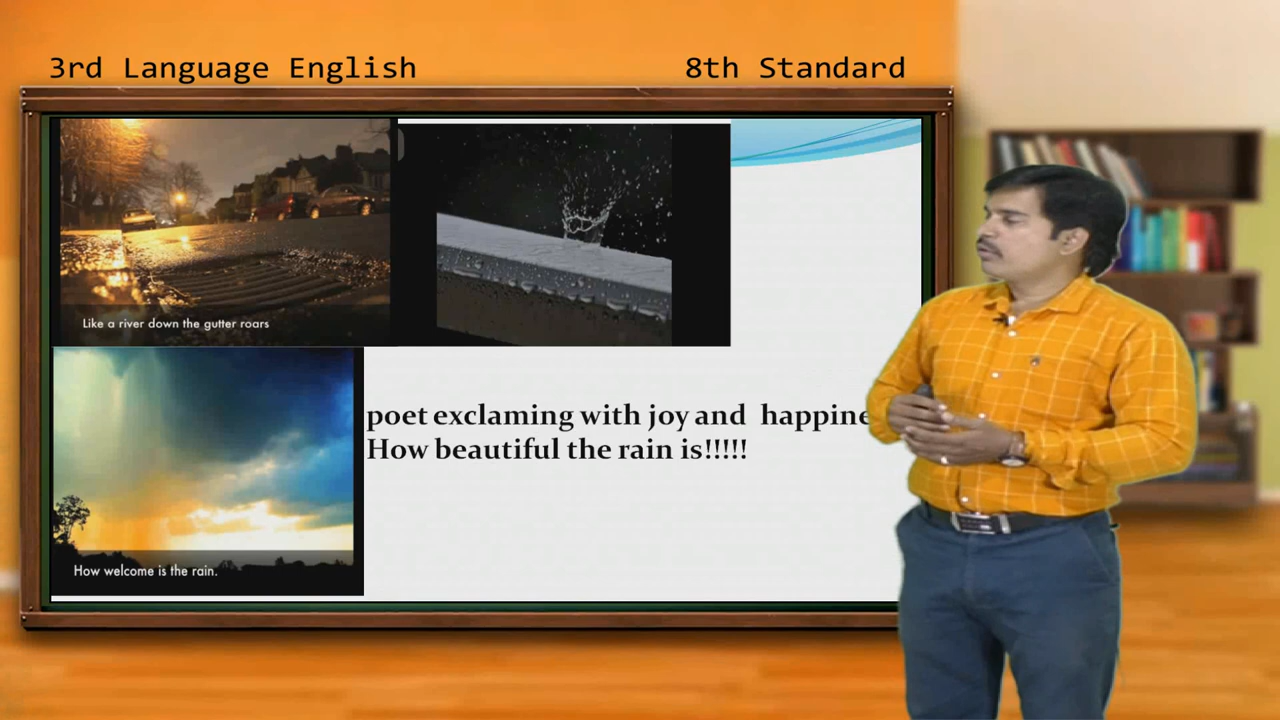 3rd Language English
8th Standard
Like a river down the gutter roars
How welcome is the rain.
poet exclaming with joy and happine
How beautiful the rain is!!!!!